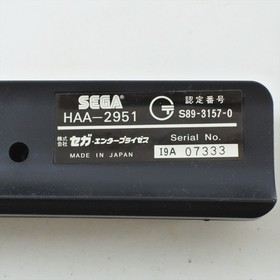 SEGA
HAA-2951
認定番号
S89-3157-0
株式会社 セガ・エンタープライゼス
MADE IN JAPAN
Serial No.
19A 07333